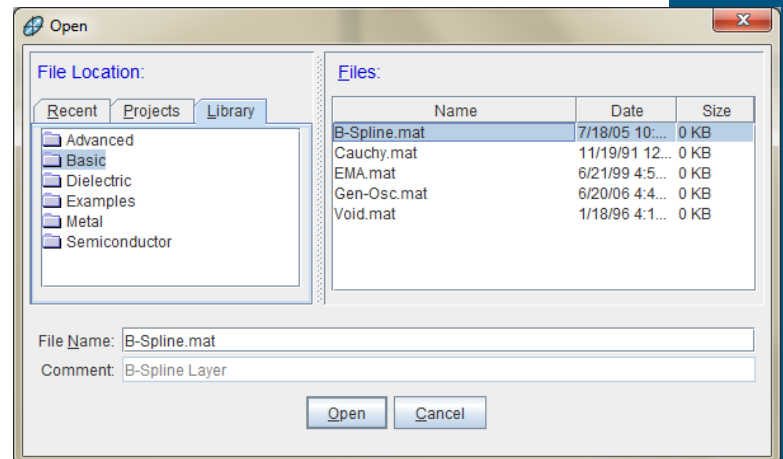 Open
File Location:
Recent Projects Library
Advanced
Basic
Dielectric
Examples
Metal
Semiconductor
Files:
Name Date Size
B-Spline.mat 7/18/05 10:... 0 KB
Cauchy.mat 11/19/91 12... 0 KB
EMA.mat 6/21/99 4:5... 0 KB
Gen-Osc.mat 6/20/06 4:4... 0 KB
Void.mat 1/18/96 4:1... 0 KB
File Name: B-Spline.mat
Comment: B-Spline Layer
Open Cancel